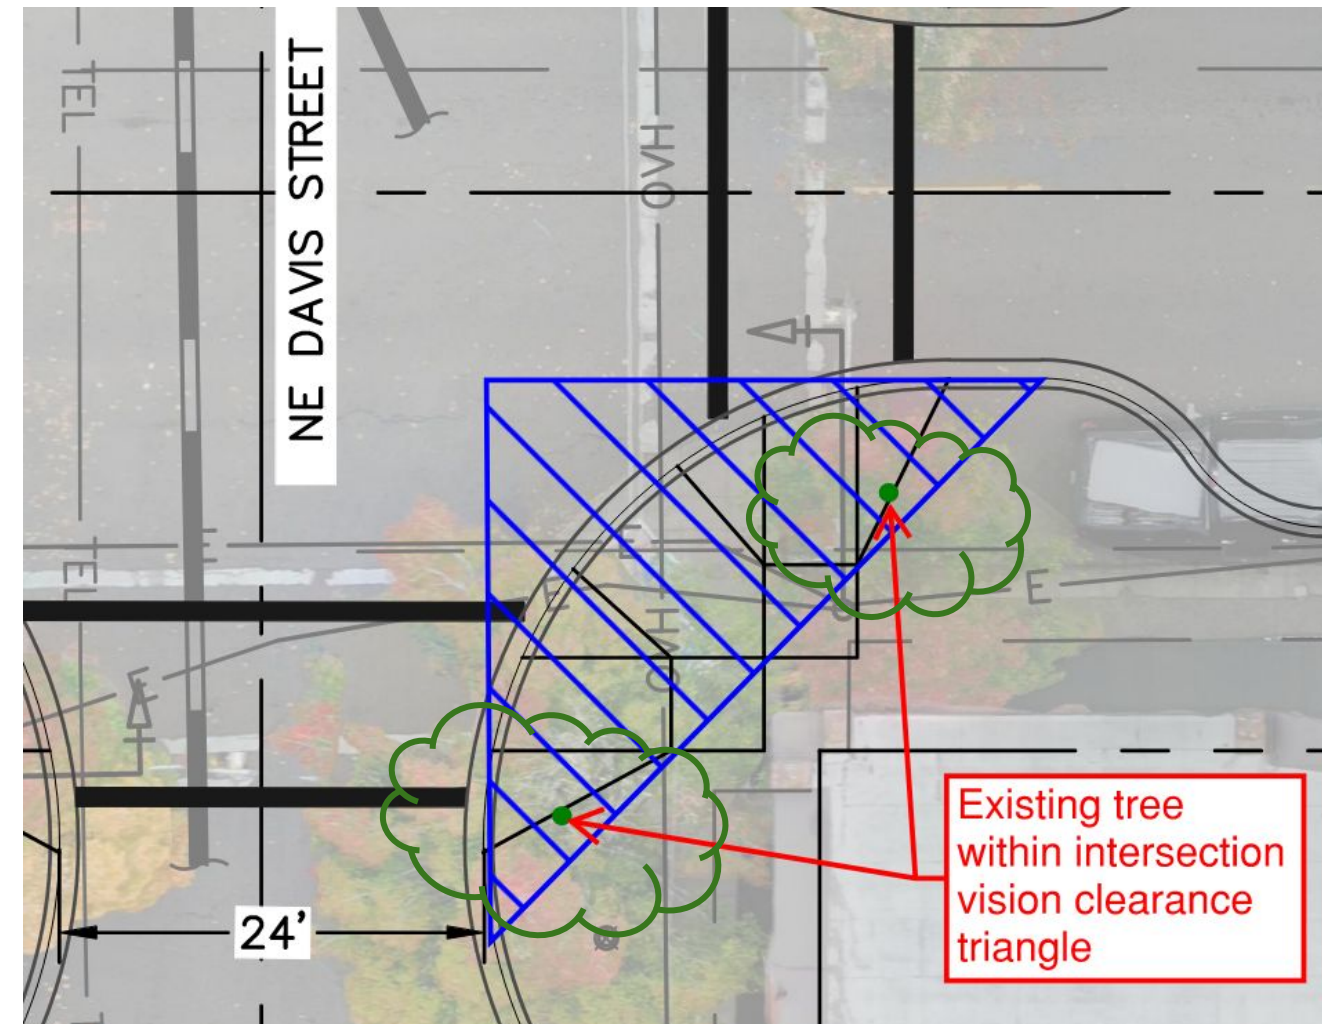 TEL
NE DAVIS STREET
OVH
E
E
E
E
TEL
OVH
E
24'
Existing tree
within intersection
vision clearance
triangle